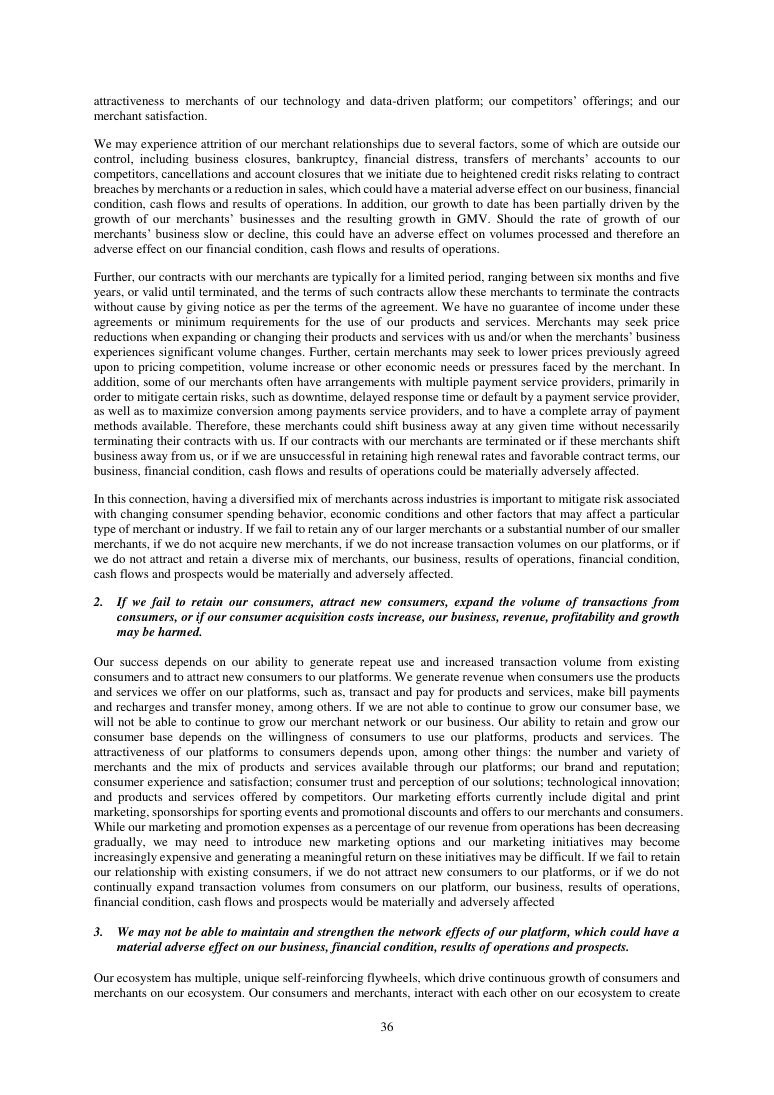 attractiveness to merchants of our technology and data-driven platform; our competitors’ offerings; and our
merchant satisfaction.
We may experience attrition of our merchant relationships due to several factors, some of which are outside our
control, including business closures, bankruptcy, financial distress, transfers of merchants’ accounts to our
competitors, cancellations and account closures that we initiate due to heightened credit risks relating to contract
breaches by merchants or a reduction in sales, which could have a material adverse effect on our business, financial
condition, cash flows and results of operations. In addition, our growth to date has been partially driven by the
growth of our merchants’ businesses and the resulting growth in GMV. Should the rate of growth of our
merchants’ business slow or decline, this could have an adverse effect on volumes processed and therefore an
adverse effect on our financial condition, cash flows and results of operations.
Further, our contracts with our merchants are typically for a limited period, ranging between six months and five
years, or valid until terminated, and the terms of such contracts allow these merchants to terminate the contracts
without cause by giving notice as per the terms of the agreement. We have no guarantee of income under these
agreements or minimum requirements for the use of our products and services. Merchants may seek price
reductions when expanding or changing their products and services with us and/or when the merchants’ business
experiences significant volume changes. Further, certain merchants may seek to lower prices previously agreed
upon to pricing competition, volume increase or other economic needs or pressures faced by the merchant. In
addition, some of our merchants often have arrangements with multiple payment service providers, primarily in
order to mitigate certain risks, such as downtime, delayed response time or default by a payment service provider,
as well as to maximize conversion among payments service providers, and to have a complete array of payment
methods available. Therefore, these merchants could shift business away at any given time without necessarily
terminating their contracts with us. If our contracts with our merchants are terminated or if these merchants shift
business away from us, or if we are unsuccessful in retaining high renewal rates and favorable contract terms, our
business, financial condition, cash flows and results of operations could be materially adversely affected.
In this connection, having a diversified mix of merchants across industries is important to mitigate risk associated
with changing consumer spending behavior, economic conditions and other factors that may affect a particular
type of merchant or industry. If we fail to retain any of our larger merchants or a substantial number of our smaller
merchants, if we do not acquire new merchants, if we do not increase transaction volumes on our platforms, or if
we do not attract and retain a diverse mix of merchants, our business, results of operations, financial condition,
cash flows and prospects would be materially and adversely affected.
2. If we fail to retain our consumers, attract new consumers, expand the volume of transactions from
consumers, or if our consumer acquisition costs increase, our business, revenue, profitability and growth
may be harmed.
Our success depends on our ability to generate repeat use and increased transaction volume from existing
consumers and to attract new consumers to our platforms. We generate revenue when consumers use the products
and services we offer on our platforms, such as, transact and pay for products and services, make bill payments
and recharges and transfer money, among others. If we are not able to continue to grow our consumer base, we
will not be able to continue to grow our merchant network or our business. Our ability to retain and grow our
consumer base depends on the willingness of consumers to use our platforms, products and services. The
attractiveness of our platforms to consumers depends upon, among other things: the number and variety of
merchants and the mix of products and services available through our platforms; our brand and reputation;
consumer experience and satisfaction; consumer trust and perception of our solutions; technological innovation;
and products and services offered by competitors. Our marketing efforts currently include digital and print
marketing, sponsorships for sporting events and promotional discounts and offers to our merchants and consumers.
While our marketing and promotion expenses as a percentage of our revenue from operations has been decreasing
gradually, we may need to introduce new marketing options and our marketing initiatives may become
increasingly expensive and generating a meaningful return on these initiatives may be difficult. If we fail to retain
our relationship with existing consumers, if we do not attract new consumers to our platforms, or if we do not
continually expand transaction volumes from consumers on our platform, our business, results of operations,
financial condition, cash flows and prospects would be materially and adversely affected
3. We may not be able to maintain and strengthen the network effects of our platform, which could have a
material adverse effect on our business, financial condition, results of operations and prospects.
Our ecosystem has multiple, unique self-reinforcing flywheels, which drive continuous growth of consumers and
merchants on our ecosystem. Our consumers and merchants, interact with each other on our ecosystem to create
36